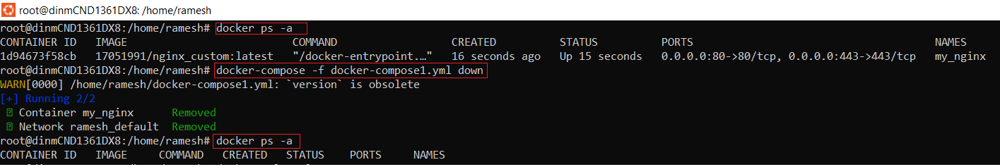 root@dinmCND1361DX8: /home/ramesh
root@dinmCND1361DX8:/home/ramesh# docker ps -a
CONTAINER ID   IMAGE   COMMAND   CREATED   STATUS   PORTS   NAMES
1d94673f58cb   17051991/nginx_custom:latest   "/docker-entrypoint.…"   16 seconds ago   Up 15 seconds   0.0.0.0:80->80/tcp, 0.0.0.0:443->443/tcp   my_nginx
root@dinmCND1361DX8:/home/ramesh# docker-compose -f docker-compose1.yml down
WARN[0000] /home/ramesh/docker-compose1.yml: `version` is obsolete
[+] Running 2/2
Container my_nginx   Removed
Network ramesh_default   Removed
root@dinmCND1361DX8:/home/ramesh# docker ps -a
CONTAINER ID   IMAGE   COMMAND   CREATED   STATUS   PORTS   NAMES